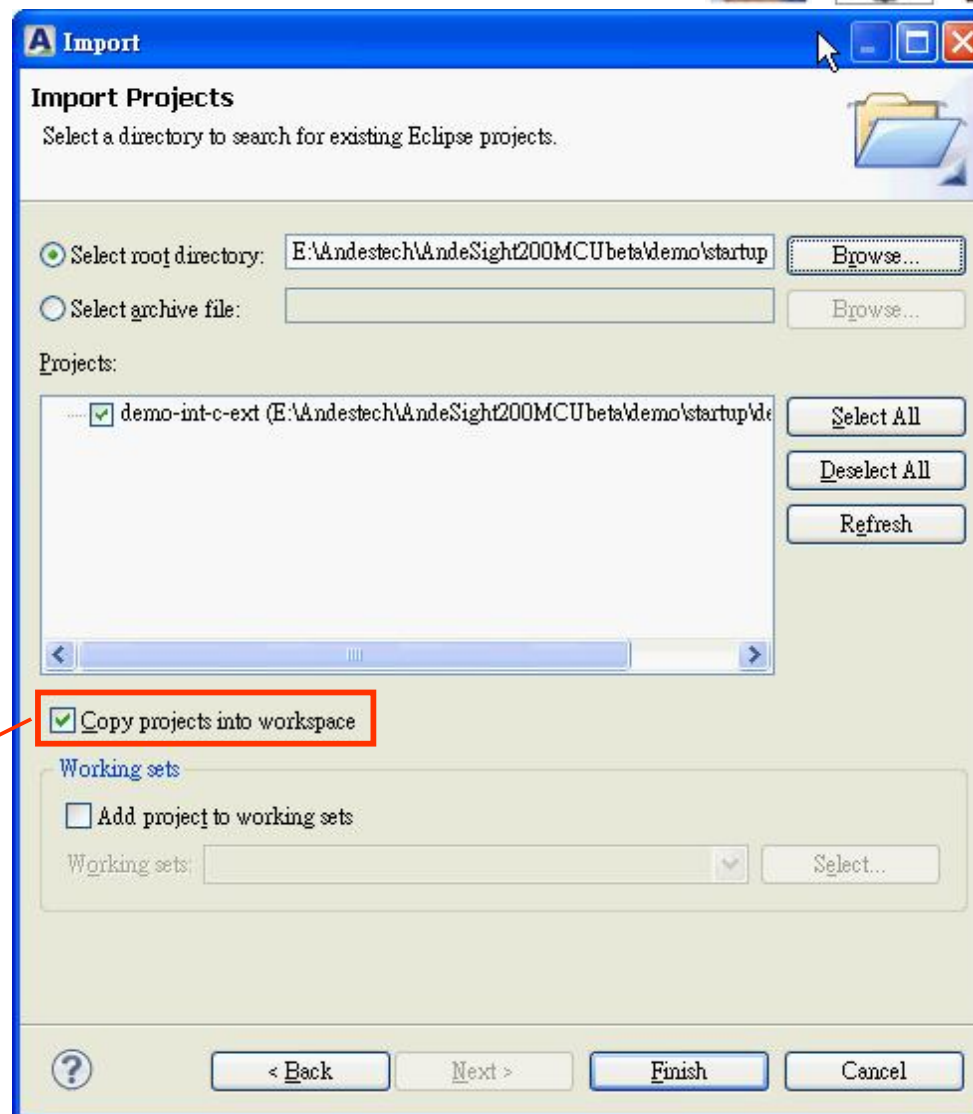 Import
Import Projects
Select a directory to search for existing Eclipse projects.
Select root directory: E:\Andestech\AndeSight200MCUbeta\demo\startup Browse...
Select archive file: Browse...
Projects:
demo-int-c-ext (E:\Andestech\AndeSight200MCUbeta\demo\startup\de
Select All
Deselect All
Refresh
Copy projects into workspace
Working sets
Add project to working sets
Working sets: Select...
< Back Next > Finish Cancel